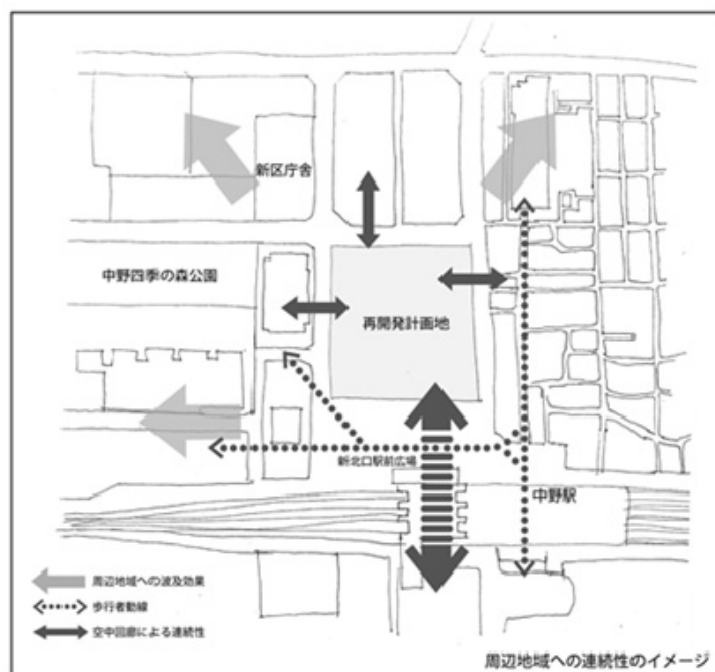 新区庁舎
中野四季の森公園
再開発計画地
新北口駅前広場
中野駅
周辺地域への波及効果
歩行者動線
空中回廊による連続性
周辺地域への連続性のイメージ